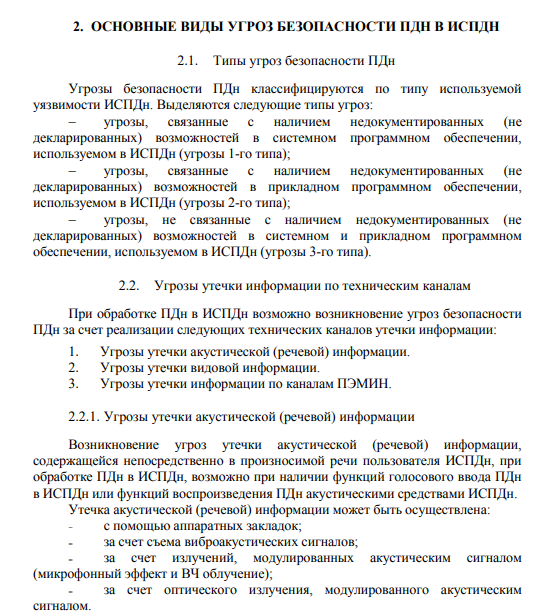 2. ОСНОВНЫЕ ВИДЫ УГРОЗ БЕЗОПАСНОСТИ ПДН В ИСПДН
2.1. Типы угроз безопасности ПДн
Угрозы безопасности ПДн классифицируются по типу используемой
уязвимости ИСПДн. Выделяются следующие типы угроз:
– угрозы, связанные с наличием недокументированных (не
декларированных) возможностей в системном программном обеспечении,
используемом в ИСПДн (угрозы 1-го типа);
– угрозы, связанные с наличием недокументированных (не
декларированных) возможностей в прикладном программном обеспечении,
используемом в ИСПДн (угрозы 2-го типа);
– угрозы, не связанные с наличием недокументированных (не
декларированных) возможностей в системном и прикладном программном
обеспечении, используемом в ИСПДн (угрозы 3-го типа).
2.2. Угрозы утечки информации по техническим каналам
При обработке ПДн в ИСПДн возможно возникновение угроз безопасности
ПДн за счет реализации следующих технических каналов утечки информации:
1. Угрозы утечки акустической (речевой) информации.
2. Угрозы утечки видовой информации.
3. Угрозы утечки информации по каналам ПЭМИН.
2.2.1. Угрозы утечки акустической (речевой) информации
Возникновение угроз утечки акустической (речевой) информации,
содержащейся непосредственно в произносимой речи пользователя ИСПДн, при
обработке ПДн в ИСПДн, возможно при наличии функций голосового ввода ПДн
в ИСПДн или функций воспроизведения ПДн акустическими средствами ИСПДн.
Утечка акустической (речевой) информации может быть осуществлена:
- с помощью аппаратных закладок;
- за счет съема виброакустических сигналов;
- за счет излучений, модулированных акустическим сигналом
(микрофонный эффект и ВЧ облучение);
- за счет оптического излучения, модулированного акустическим
сигналом.